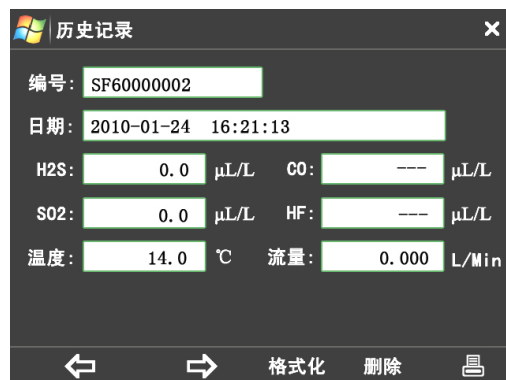 历史记录
编号: SF60000002
日期: 2010-01-24 16:21:13
H2S: 0.0 μL/L CO: --- μL/L
SO2: 0.0 μL/L HF: --- μL/L
温度: 14.0 ℃ 流量: 0.000 L/Min
格式化 删除